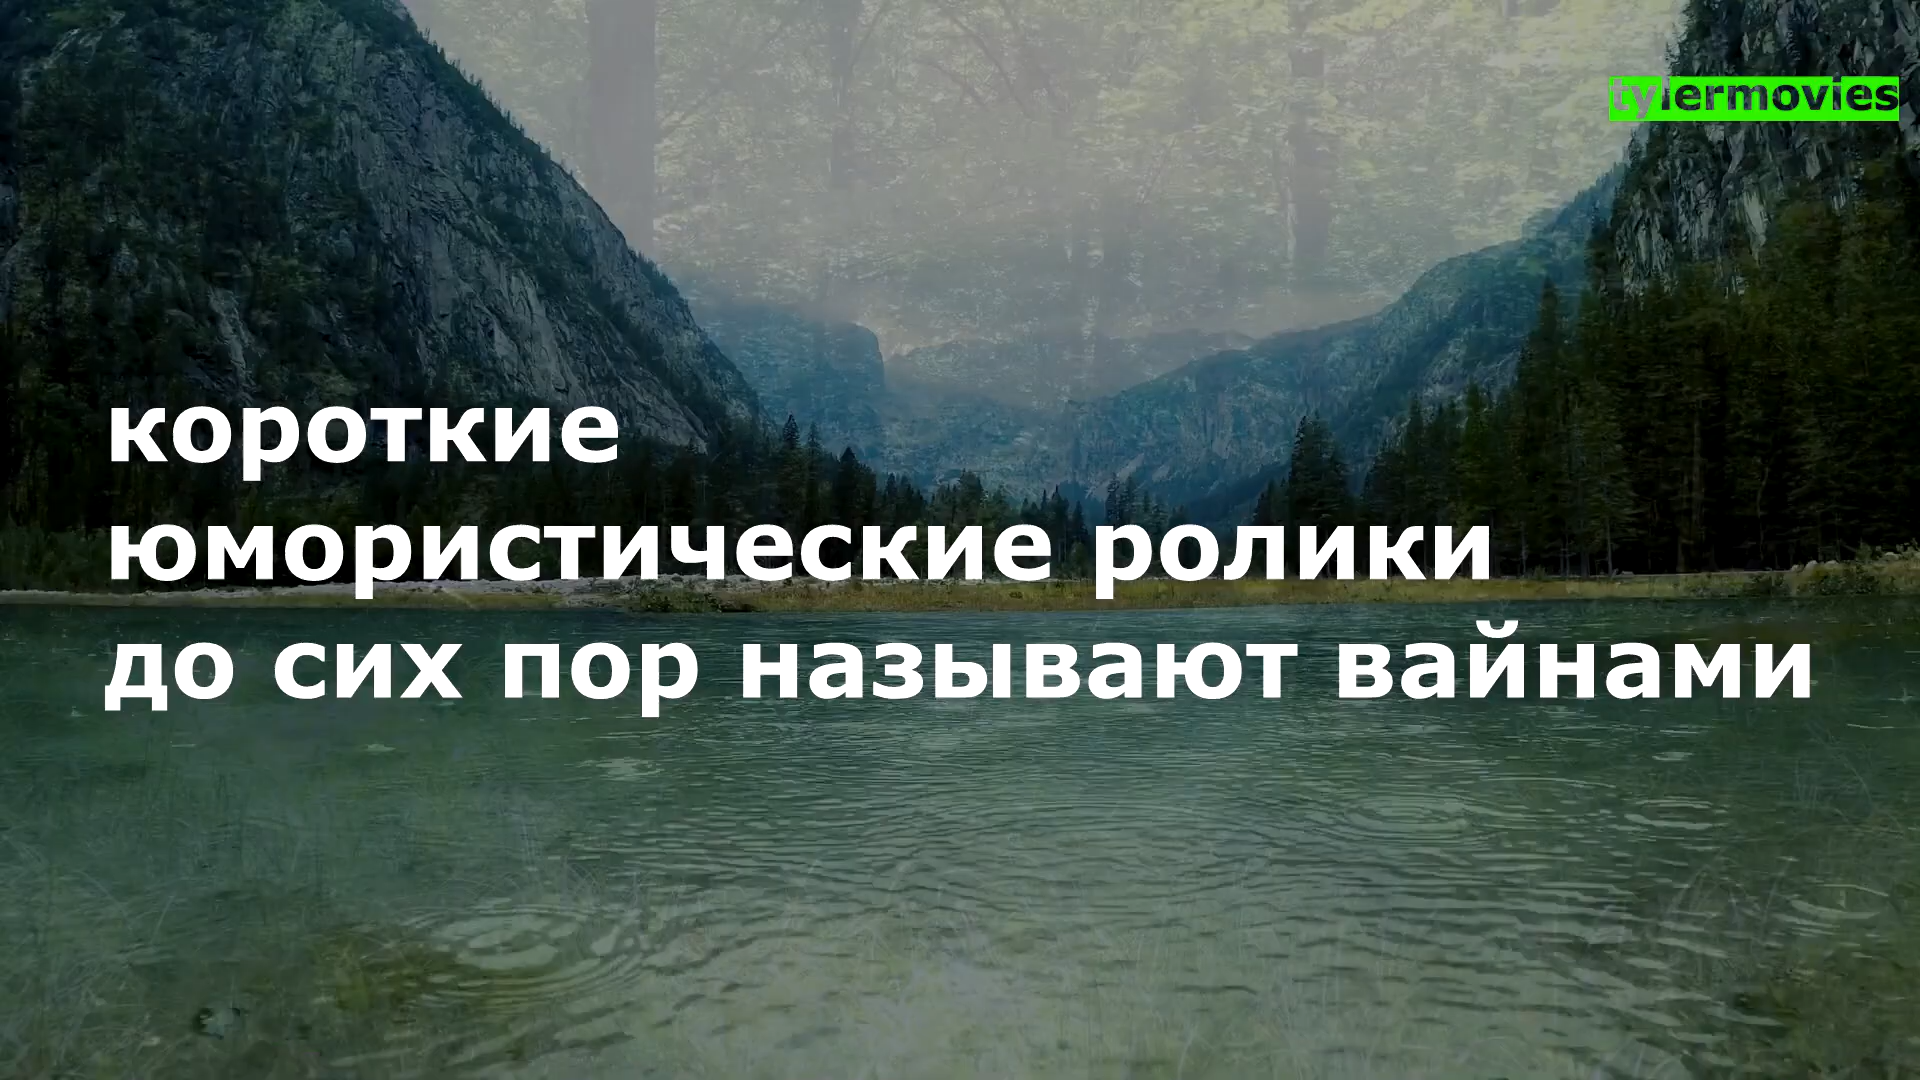 tylermovies
короткие
юмористические ролики
до сих пор называют вайнами